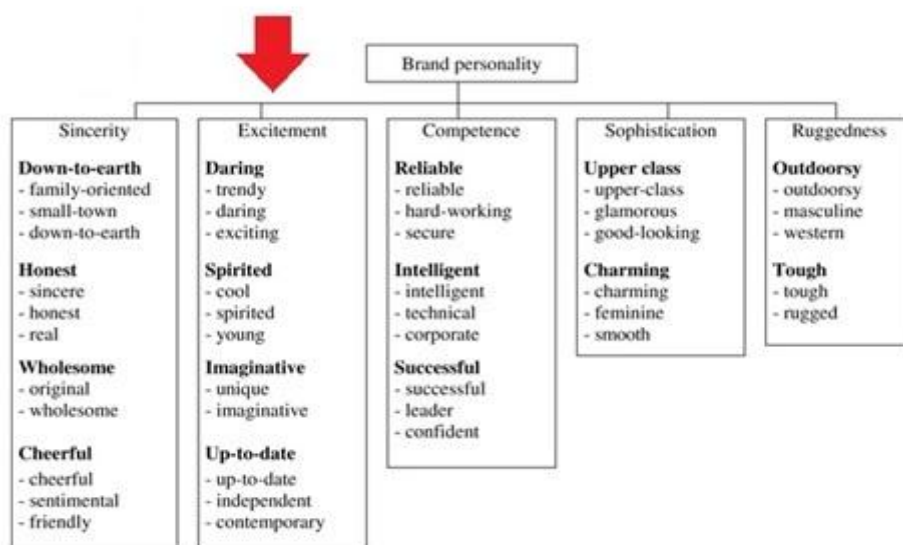 Brand personality
Sincerity
Down-to-earth
- family-oriented
- small-town
- down-to-earth
Honest
- sincere
- honest
- real
Wholesome
- original
- wholesome
Cheerful
- cheerful
- sentimental
- friendly
Excitement
Daring
- trendy
- daring
- exciting
Spirited
- cool
- spirited
- young
Imaginative
- unique
- imaginative
Up-to-date
- up-to-date
- independent
- contemporary
Competence
Reliable
- reliable
- hard-working
- secure
Intelligent
- intelligent
- technical
- corporate
Successful
- successful
- leader
- confident
Sophistication
Upper class
- upper-class
- glamorous
- good-looking
Charming
- charming
- feminine
- smooth
Ruggedness
Outdoorsy
- outdoorsy
- masculine
- western
Tough
- tough
- rugged